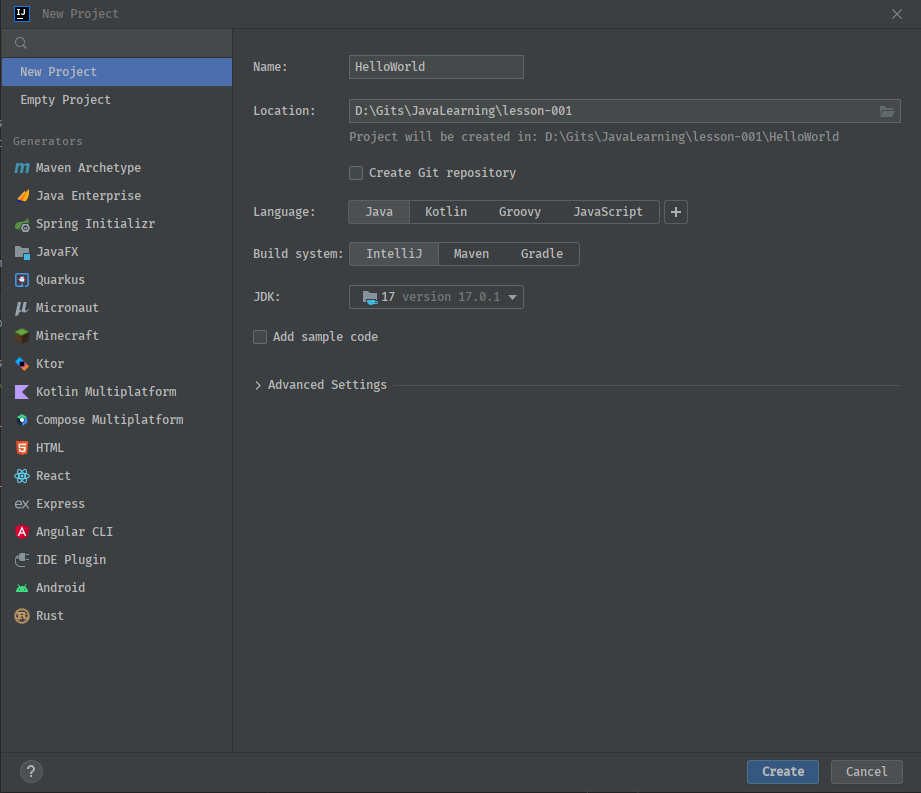 New Project
New Project
Empty Project
Generators
Maven Archetype
Java Enterprise
Spring Initializr
JavaFX
Quarkus
Micronaut
Minecraft
Ktor
Kotlin Multiplatform
Compose Multiplatform
HTML
React
Express
Angular CLI
IDE Plugin
Android
Rust
Name: HelloWorld
Location: D:\Gits\JavaLearning\lesson-001
Project will be created in: D:\Gits\JavaLearning\lesson-001\HelloWorld
Create Git repository
Language: Java Kotlin Groovy JavaScript +
Build system: IntelliJ Maven Gradle
JDK: 17 version 17.0.1
Add sample code
Advanced Settings
? Create Cancel